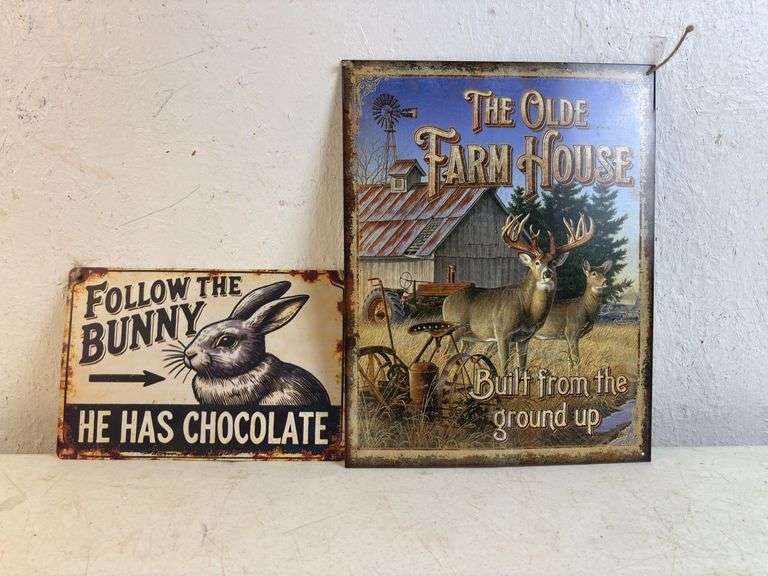 FOLLOW THE
BUNNY
HE HAS CHOCOLATE
THE OLDE
FARM HOUSE
Built from the
ground up